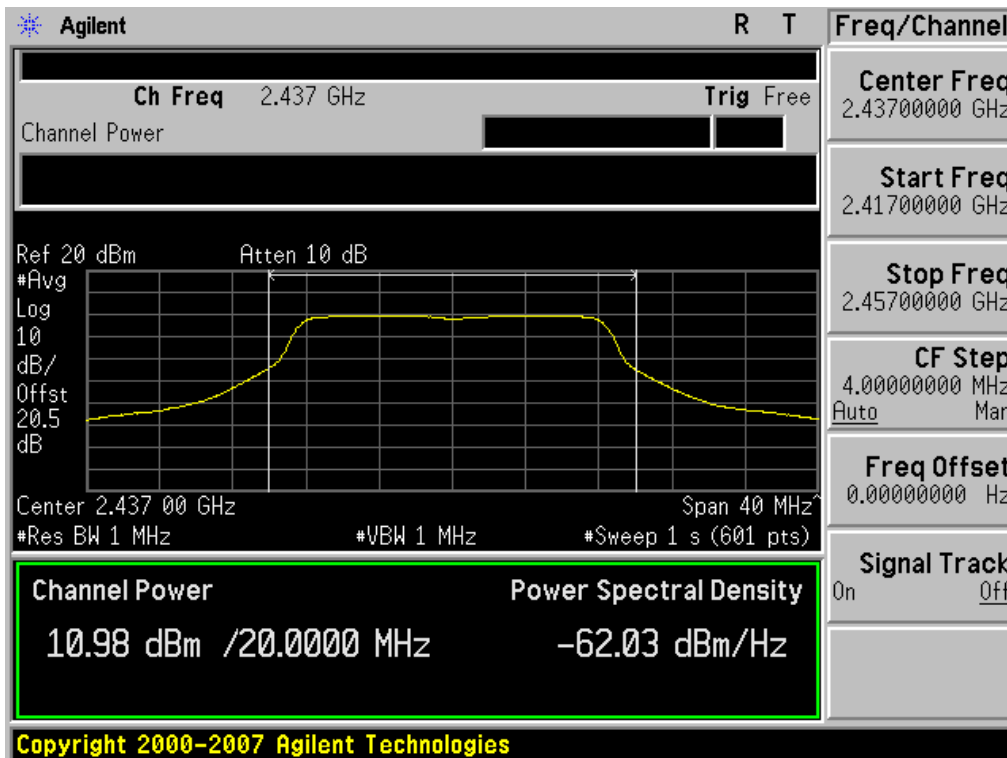 Agilent R T
Ch Freq 2.437 GHz Trig Free
Channel Power
Ref 20 dBm Atten 10 dB
#Avg
Log
10
dB/
Offst
20.5
dB
Center 2.437 00 GHz Span 40 MHz^
#Res BW 1 MHz #VBW 1 MHz #Sweep 1 s (601 pts)
Channel Power Power Spectral Density
10.98 dBm /20.0000 MHz -62.03 dBm/Hz
Copyright 2000-2007 Agilent Technologies
Freq/Channel
Center Freq
2.43700000 GHz
Start Freq
2.41700000 GHz
Stop Freq
2.45700000 GHz
CF Step
4.00000000 MHz
Auto Man
Freq Offset
0.00000000 Hz
Signal Track
On Off